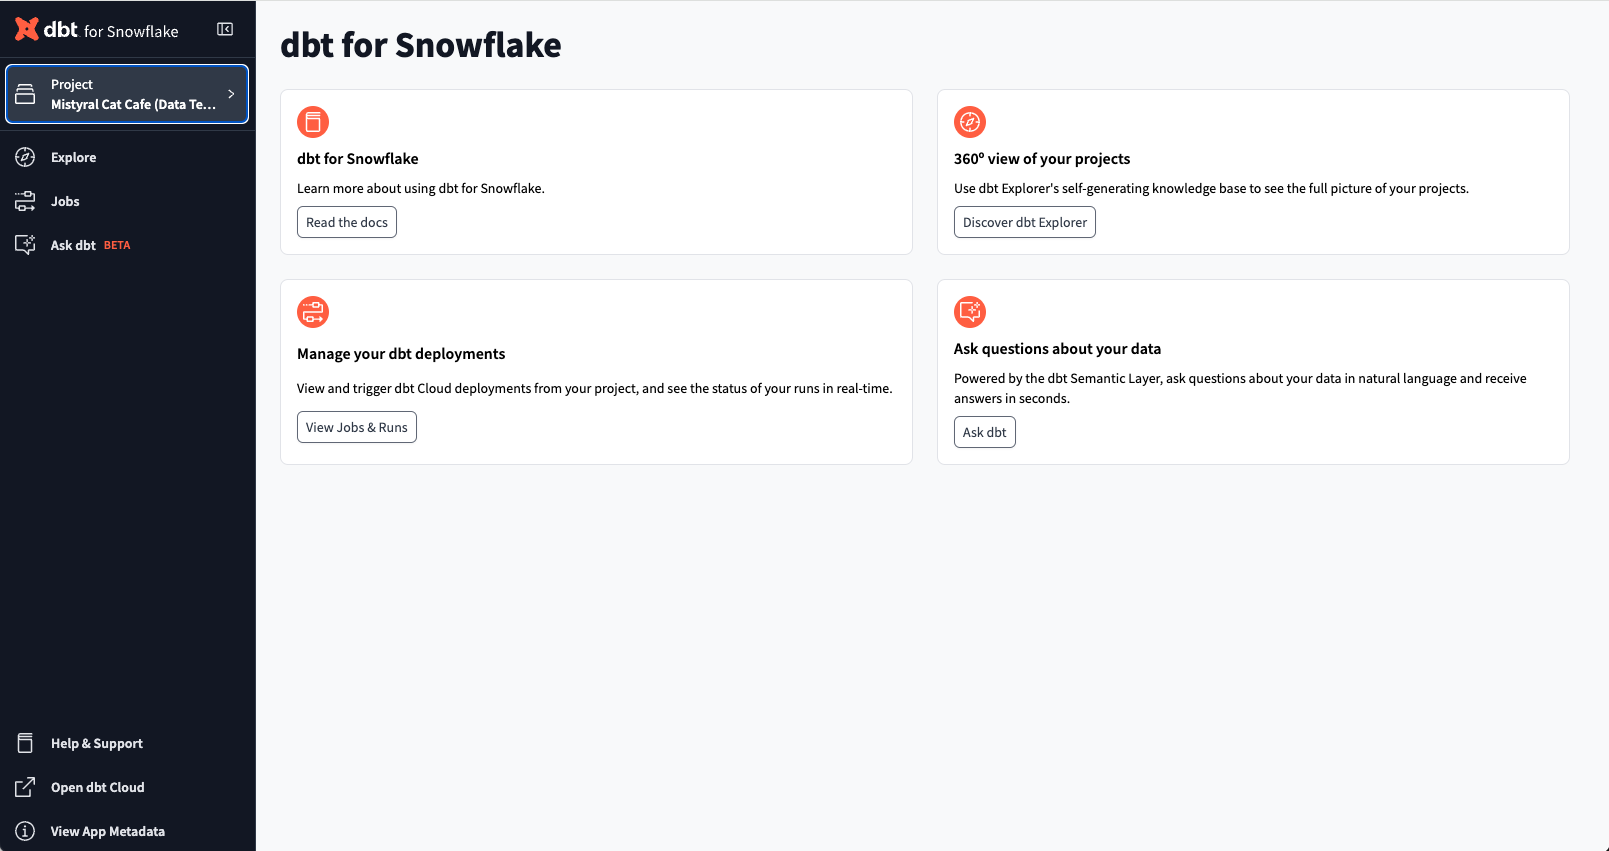 dbt for Snowflake
Project
Mistyral Cat Cafe (Data Te...
Explore
Jobs
Ask dbt BETA
Help & Support
Open dbt Cloud
View App Metadata
dbt for Snowflake
dbt for Snowflake
Learn more about using dbt for Snowflake.
Read the docs
360º view of your projects
Use dbt Explorer's self-generating knowledge base to see the full picture of your projects.
Discover dbt Explorer
Manage your dbt deployments
View and trigger dbt Cloud deployments from your project, and see the status of your runs in real-time.
View Jobs & Runs
Ask questions about your data
Powered by the dbt Semantic Layer, ask questions about your data in natural language and receive
answers in seconds.
Ask dbt